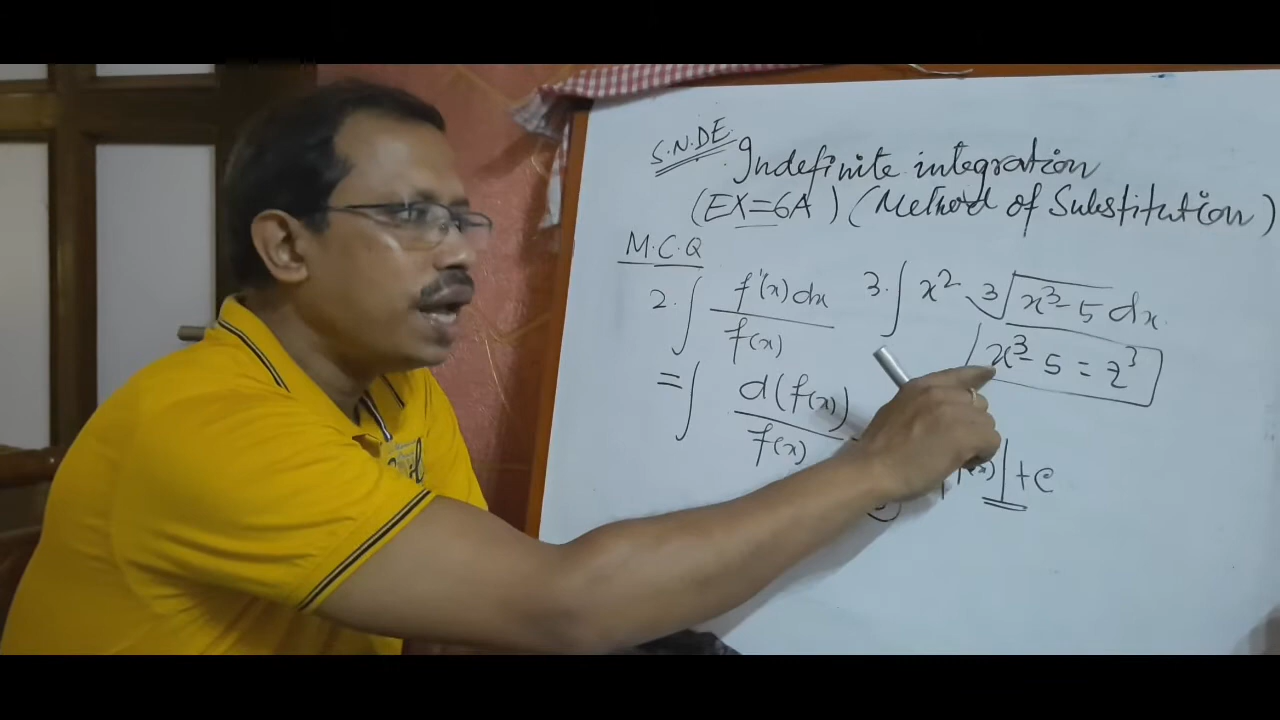 S.N.DE. Indefinite integration
(EX=6A) (Method of Substitution)
M.C.Q
2. ∫ f'(x)dx / f(x)
3. ∫ x² ∛(x³-5) dx
x³-5 = z³
= ∫ d(f(x)) / f(x)
f(x)| + c